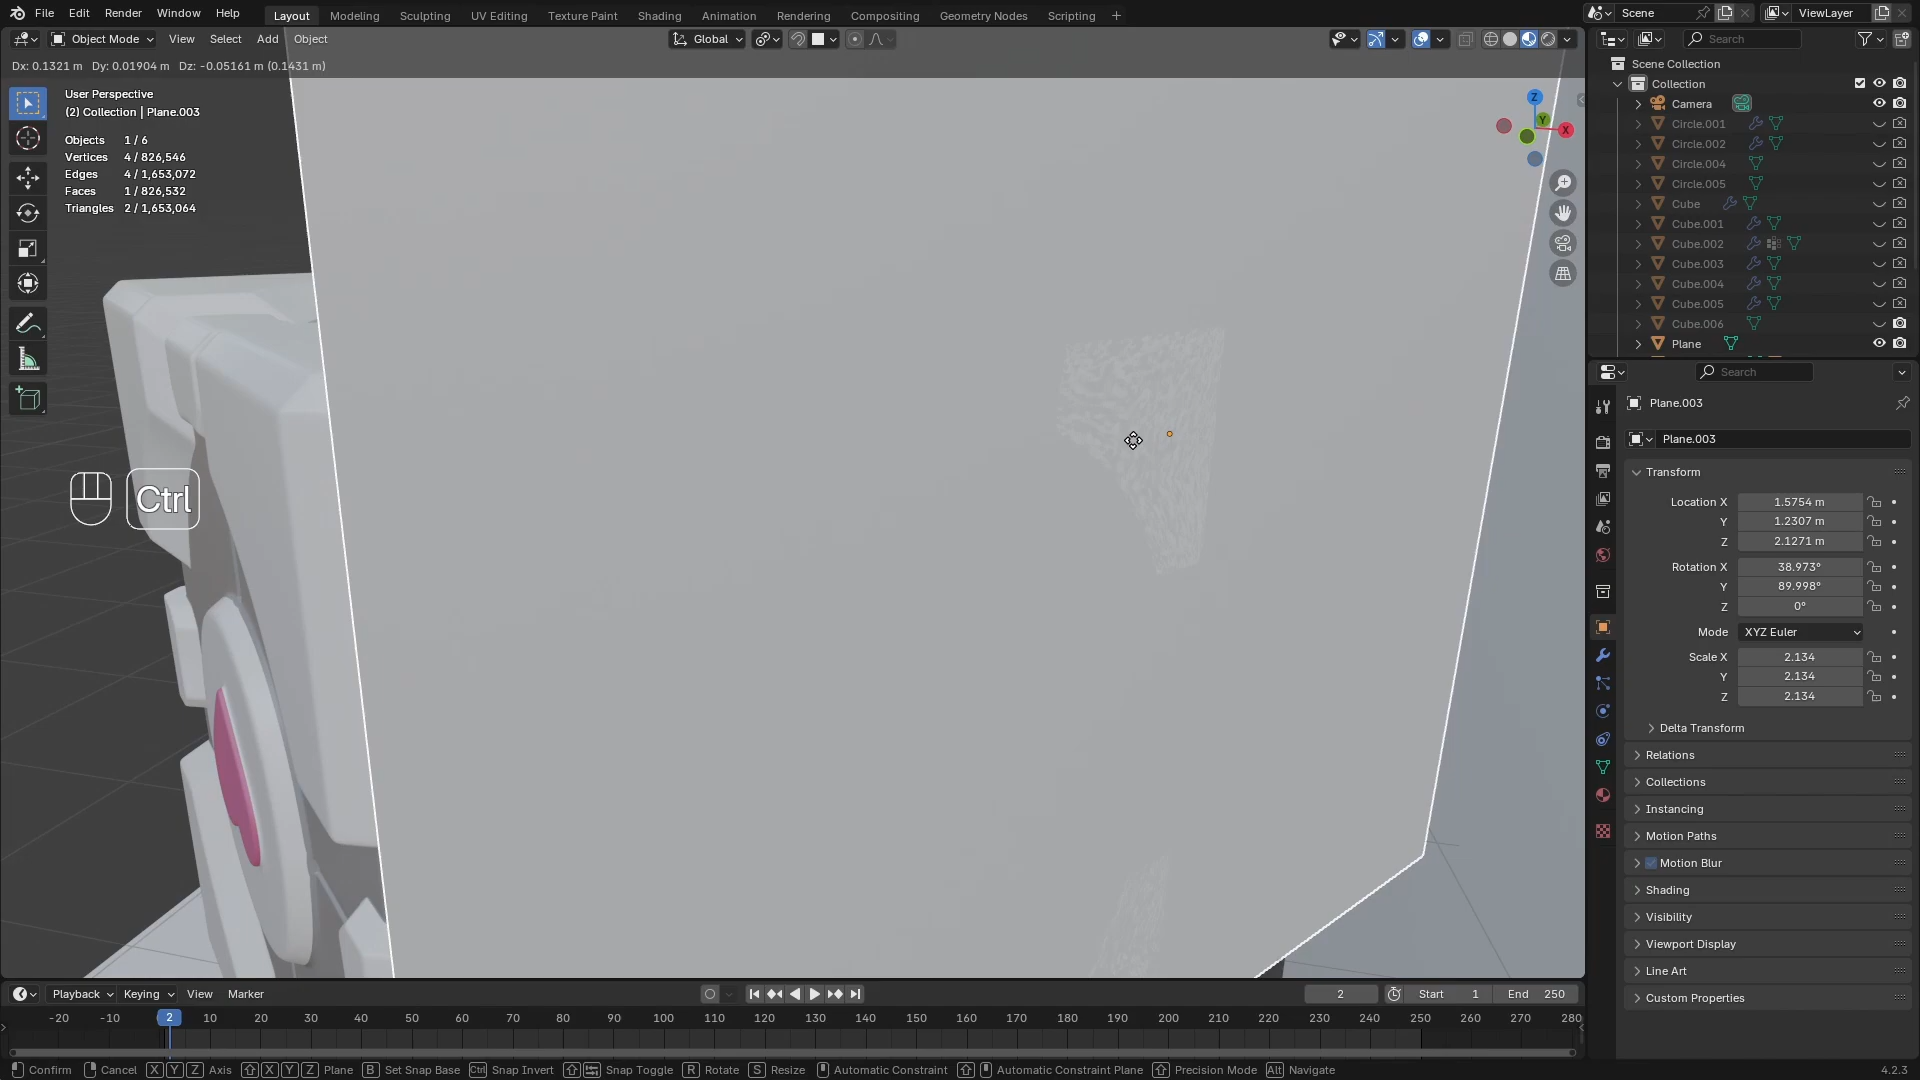 File Edit Render Window Help Layout Modeling Sculpting UV Editing Texture Paint Shading Animation Rendering Compositing Geometry Nodes Scripting + Scene ViewLayer
Object Mode View Select Add Object Global Search
Dx: 0.1321 m Dy: 0.01904 m Dz: -0.05161 m (0.1431 m)
User Perspective
(2) Collection | Plane.003
Objects 1 / 6
Vertices 4 / 826,546
Edges 4 / 1,653,072
Faces 1 / 826,532
Triangles 2 / 1,653,064
Z
Y
X
Ctrl
Scene Collection
Collection
Camera
Circle.001
Circle.002
Circle.004
Circle.005
Cube
Cube.001
Cube.002
Cube.003
Cube.004
Cube.005
Cube.006
Plane
Search
Plane.003
Plane.003
Transform
Location X 1.5754 m
Y 1.2307 m
Z 2.1271 m
Rotation X 38.973°
Y 89.998°
Z 0°
Mode XYZ Euler
Scale X 2.134
Y 2.134
Z 2.134
Delta Transform
Relations
Collections
Instancing
Motion Paths
Motion Blur
Shading
Visibility
Viewport Display
Line Art
Custom Properties
Playback Keying View Marker 2 Start 1 End 250
-20 -10 2 10 20 30 40 50 60 70 80 90 100 110 120 130 140 150 160 170 180 190 200 210 220 230 240 250 260 270 280
Confirm Cancel X Y Z Axis X Y Z Plane B Set Snap Base Ctrl Snap Invert Snap Toggle R Rotate S Resize Automatic Constraint Automatic Constraint Plane Precision Mode Alt Navigate 4.2.3